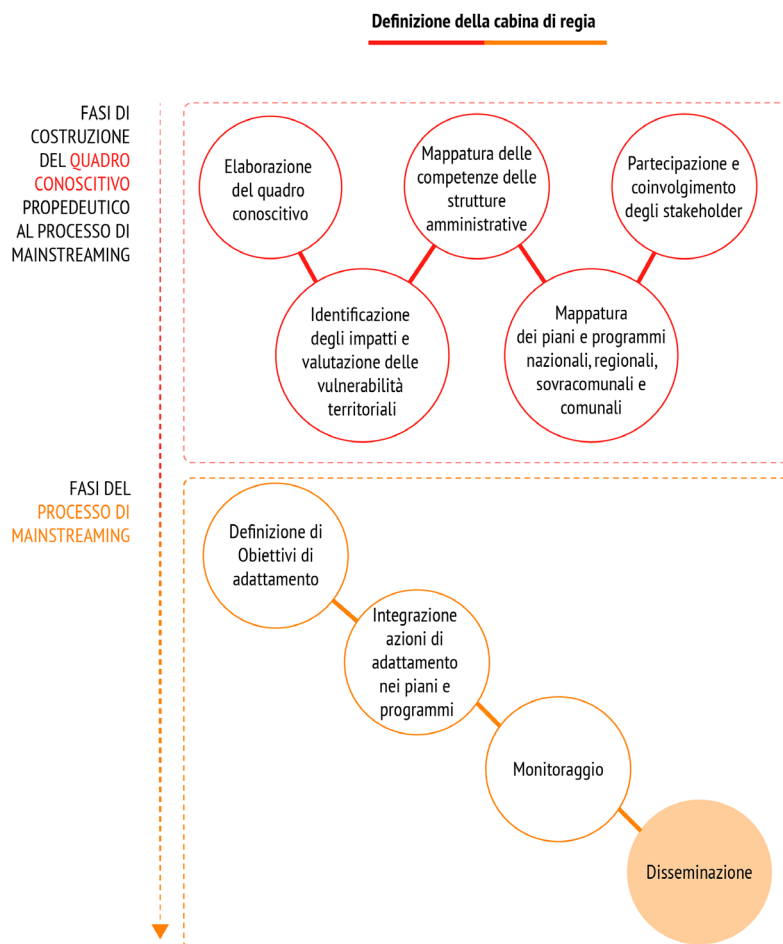 Definizione della cabina di regia
FASI DI
COSTRUZIONE
DEL QUADRO
CONOSCITIVO
PROPEDEUTICO
AL PROCESSO DI
MAINSTREAMING
Elaborazione
del quadro
conoscitivo
Identificazione
degli impatti e
valutazione delle
vulnerabilità
territoriali
Mappatura delle
competenze delle
strutture
amministrative
Mappatura
dei piani e programmi
nazionali, regionali,
sovracomunali e
comunali
Partecipazione e
coinvolgimento
degli stakeholder
FASI DEL
PROCESSO DI
MAINSTREAMING
Definizione di
Obiettivi di
adattamento
Integrazione
azioni di
adattamento
nei piani e
programmi
Monitoraggio
Disseminazione